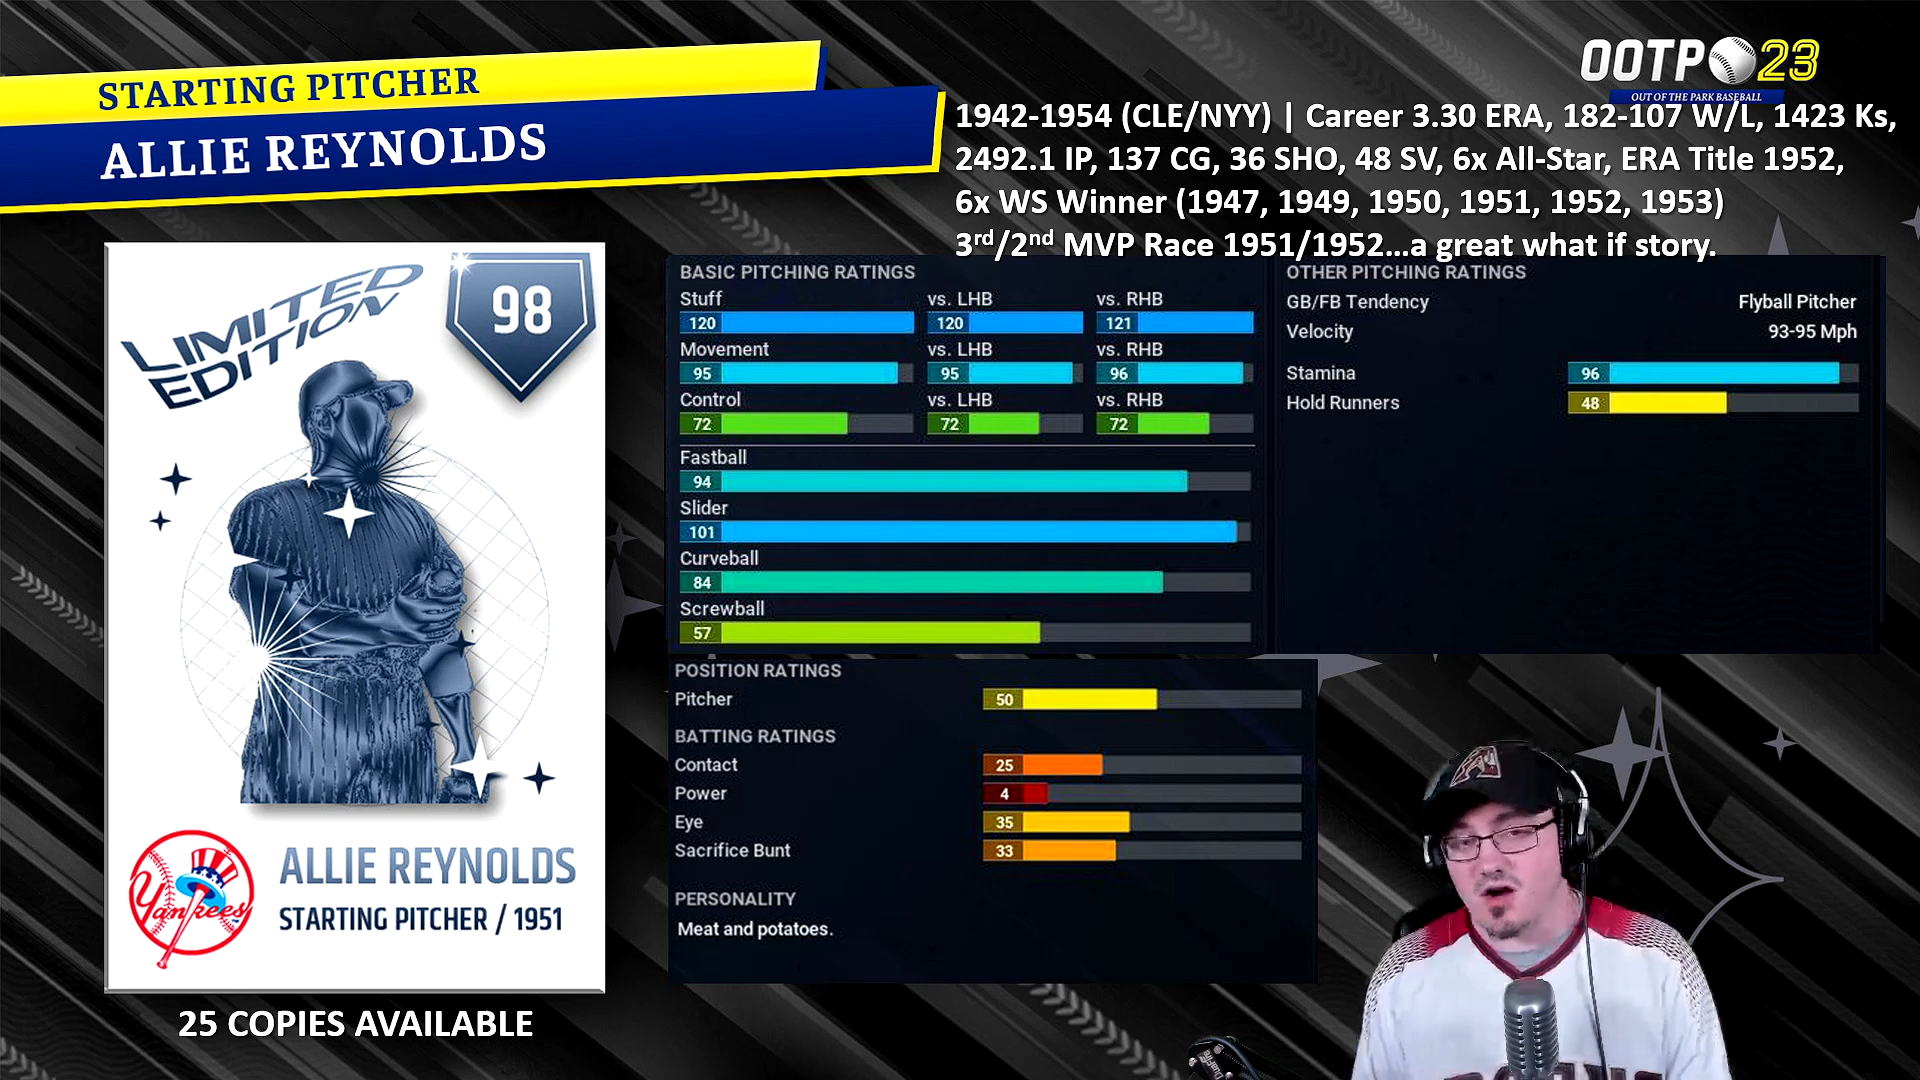 STARTING PITCHER
ALLIE REYNOLDS
OOTP 23
OUT OF THE PARK BASEBALL
1942-1954 (CLE/NYY) | Career 3.30 ERA, 182-107 W/L, 1423 Ks,
2492.1 IP, 137 CG, 36 SHO, 48 SV, 6x All-Star, ERA Title 1952,
6x WS Winner (1947, 1949, 1950, 1951, 1952, 1953)
3rd/2nd MVP Race 1951/1952...a great what if story.
LIMITED
EDITION
98
Yankees
ALLIE REYNOLDS
STARTING PITCHER / 1951
25 COPIES AVAILABLE
BASIC PITCHING RATINGS
Stuff vs. LHB vs. RHB
120 120 121
Movement vs. LHB vs. RHB
95 95 96
Control vs. LHB vs. RHB
72 72 72
Fastball
94
Slider
101
Curveball
84
Screwball
57
OTHER PITCHING RATINGS
GB/FB Tendency Flyball Pitcher
Velocity 93-95 Mph
Stamina 96
Hold Runners 48
POSITION RATINGS
Pitcher 50
BATTING RATINGS
Contact 25
Power 4
Eye 35
Sacrifice Bunt 33
PERSONALITY
Meat and potatoes.